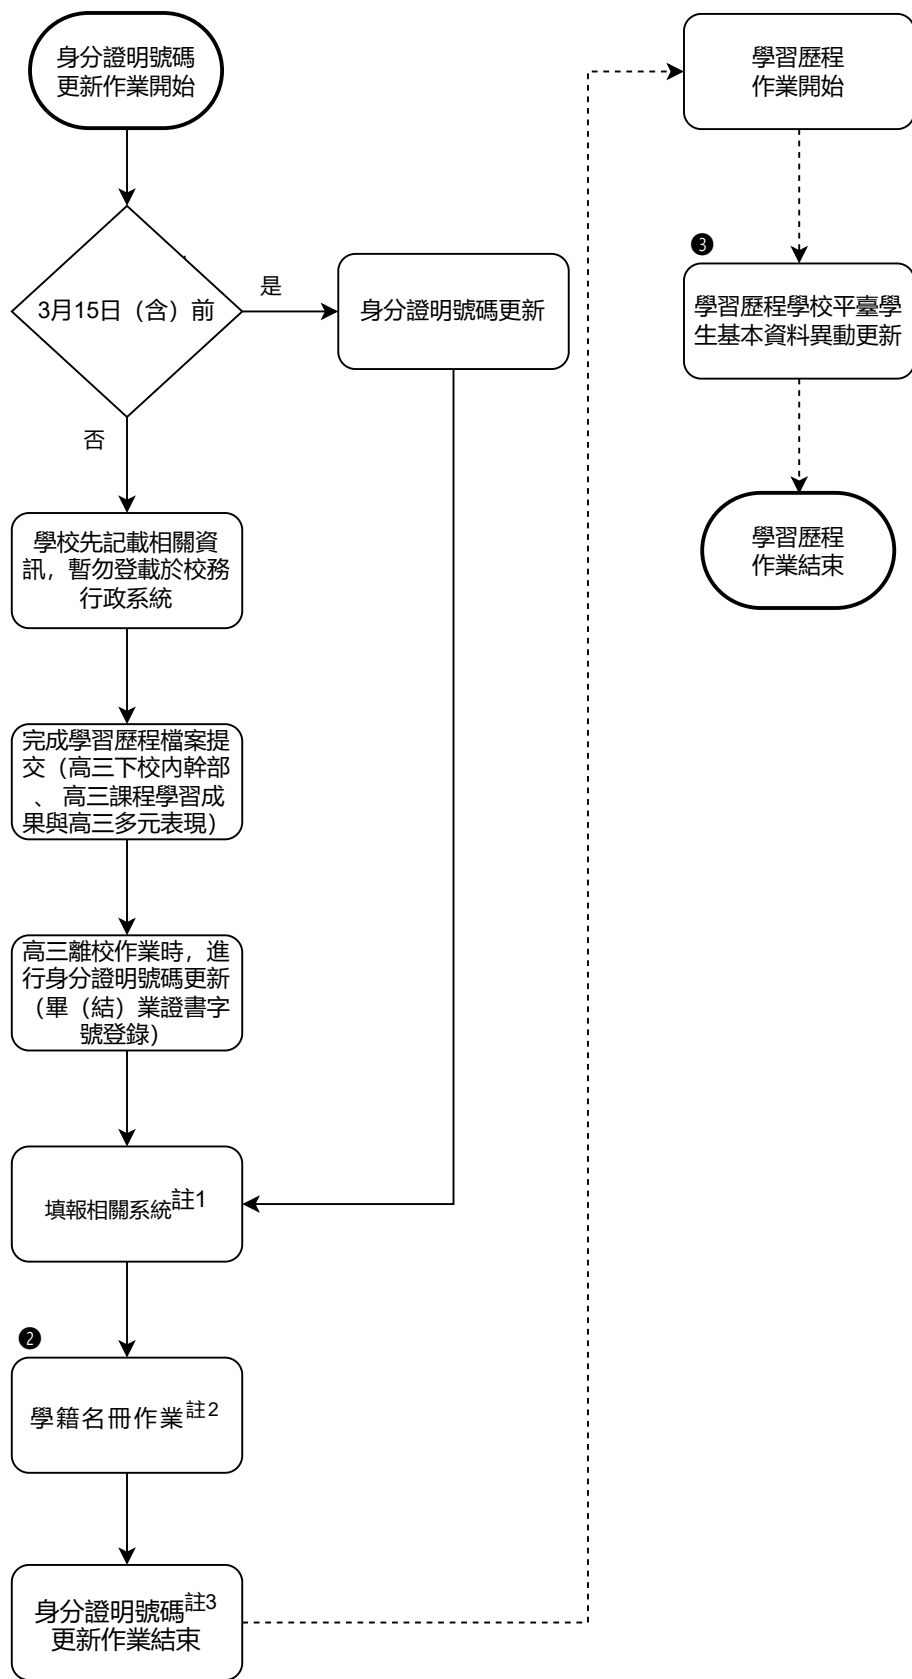 身分證明號碼
更新作業開始
3月15日（含）前
是
身分證明號碼更新
否
學校先記載相關資
訊，暫勿登載於校務
行政系統
完成學習歷程檔案提
交（高三下校內幹部
、 高三課程學習成
果與高三多元表現）
高三離校作業時，進
行身分證明號碼更新
（畢（結）業證書字
號登錄）
填報相關系統註1
❷
學籍名冊作業註2
身分證明號碼註3
更新作業結束
學習歷程
作業開始
❸
學習歷程學校平臺學
生基本資料異動更新
學習歷程
作業結束